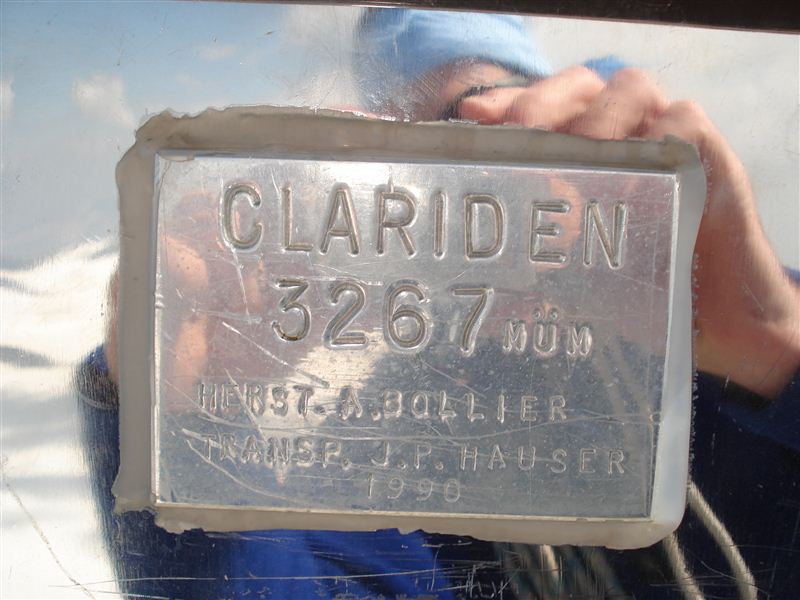 CLARIDEN
3267 MÜM
HERST. A. BOLLIER
TRANSP. J.P. HAUSER
1990